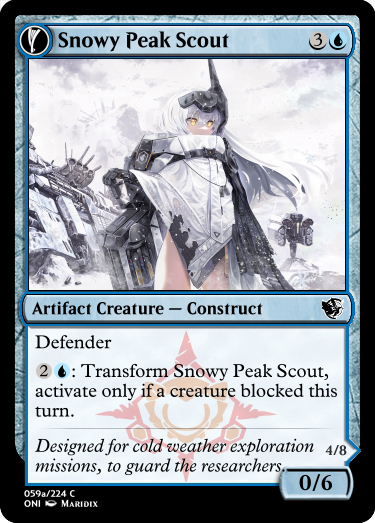 Snowy Peak Scout 3
Artifact Creature — Construct
Defender
2 : Transform Snowy Peak Scout,
activate only if a creature blocked this
turn.
Designed for cold weather exploration
missions, to guard the researchers.
4/8
0/6
059a/224 C
ONI Maridix